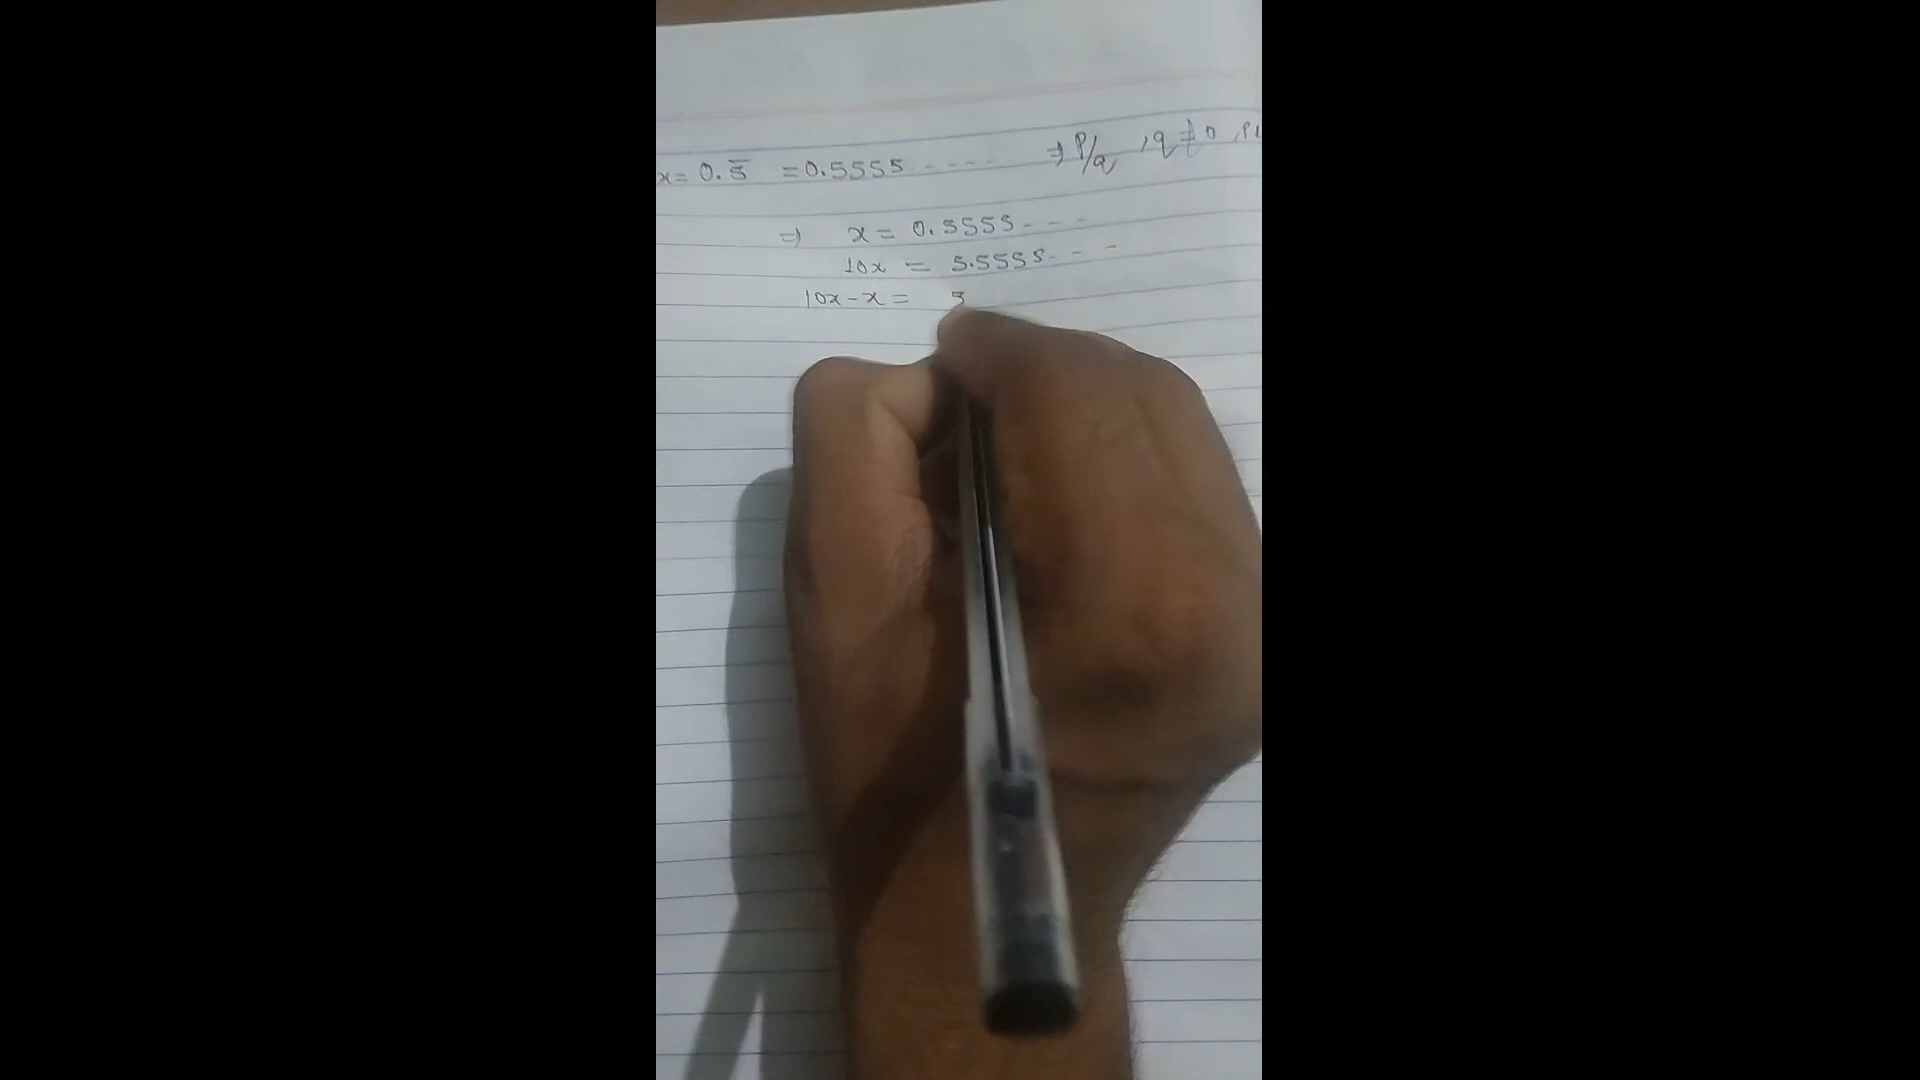 x = 0.5̅ = 0.5555..... ⇒ P/q , q ≠ 0 ,
⇒ x = 0.5555....
10x = 5.5555....
10x - x = 5